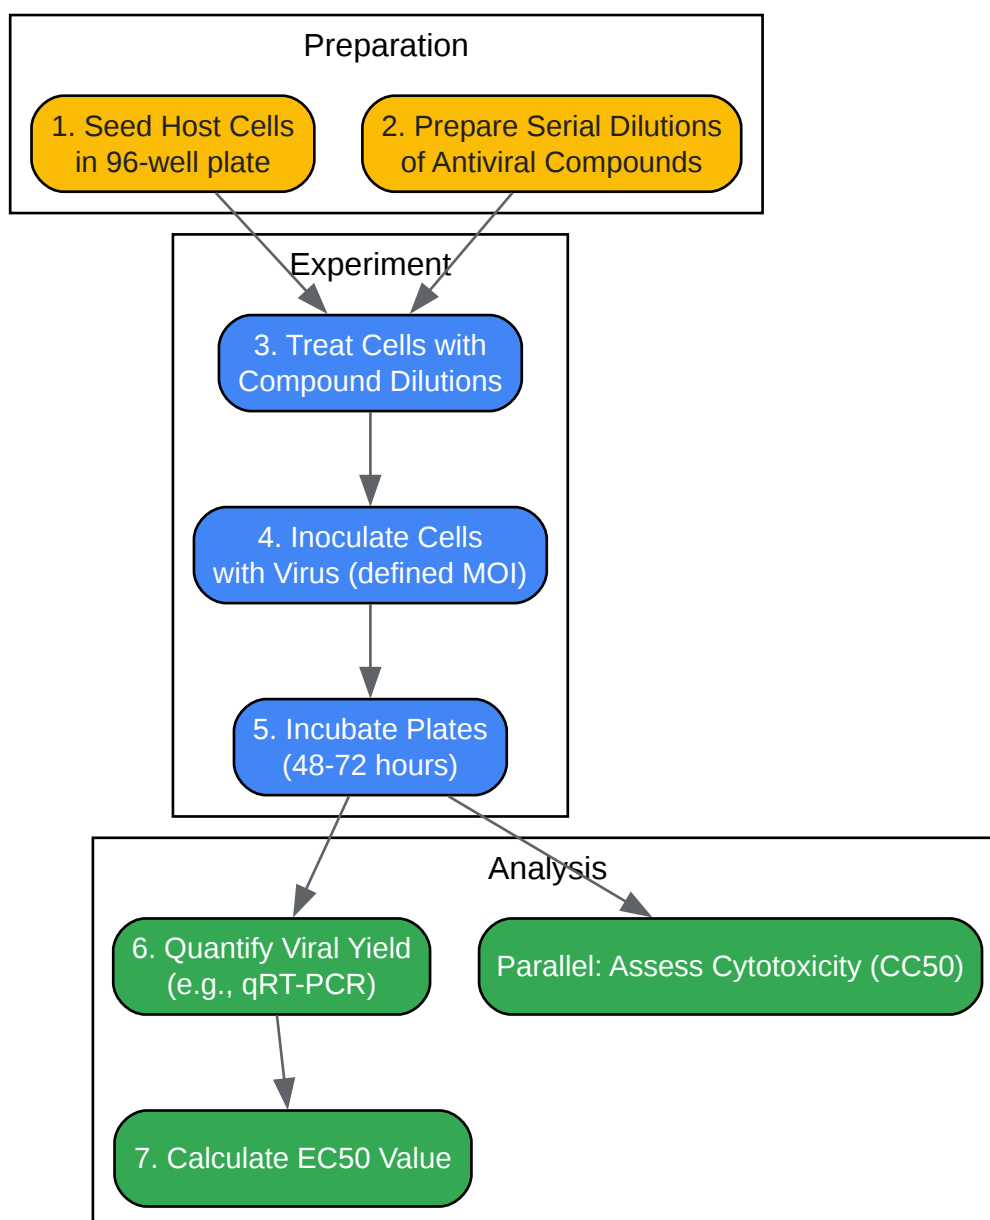 Preparation
1. Seed Host Cells
in 96-well plate
2. Prepare Serial Dilutions
of Antiviral Compounds
Experiment
3. Treat Cells with
Compound Dilutions
4. Inoculate Cells
with Virus (defined MOI)
5. Incubate Plates
(48-72 hours)
Analysis
6. Quantify Viral Yield
(e.g., qRT-PCR)
Parallel: Assess Cytotoxicity (CC50)
7. Calculate EC50 Value